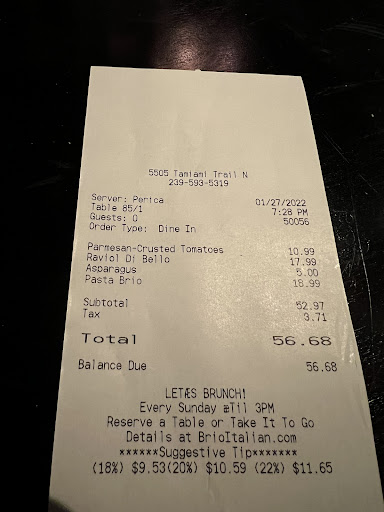 5505 Tamiami Trail N
239-593-5319
Server: Perica 01/27/2022
Table 85/1 7:28 PM
Guests: 0 50056
Order Type: Dine In
Parmesan-Crusted Tomatoes 10.99
Raviol Di Bello 17.99
Asparagus 5.00
Pasta Brio 18.99
Subtotal 52.97
Tax 3.71
Total 56.68
Balance Due 56.68
LETÆS BRUNCH!
Every Sunday æTil 3PM
Reserve a Table or Take It To Go
Details at BrioItalian.com
******Suggestive Tip*******
(18%) $9.53(20%) $10.59 (22%) $11.65